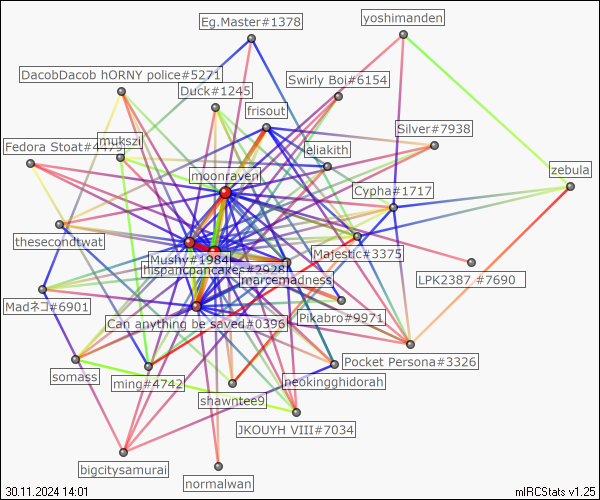 Eg.Master#1378
yoshimanden
DacobDacob hORNY police#5271
Swirly Boi#6154
Duck#1245
frisout
Silver#7938
mukszi
Fedora Stoat#4479
eliakith
zebula
moonraven
Cypha#1717
thesecondtwat
Majestic#3375
Mushy#1984
hispanicpancakes#2928
marcemadness
LPK2387 #7690
Madネコ#6901
Pikabro#9971
Can anything be saved#0396
Pocket Persona#3326
somass
ming#4742
neokingghidorah
shawntee9
JKOUYH VIII#7034
bigcitysamurai
normalwan
30.11.2024 14:01
mIRCStats v1.25